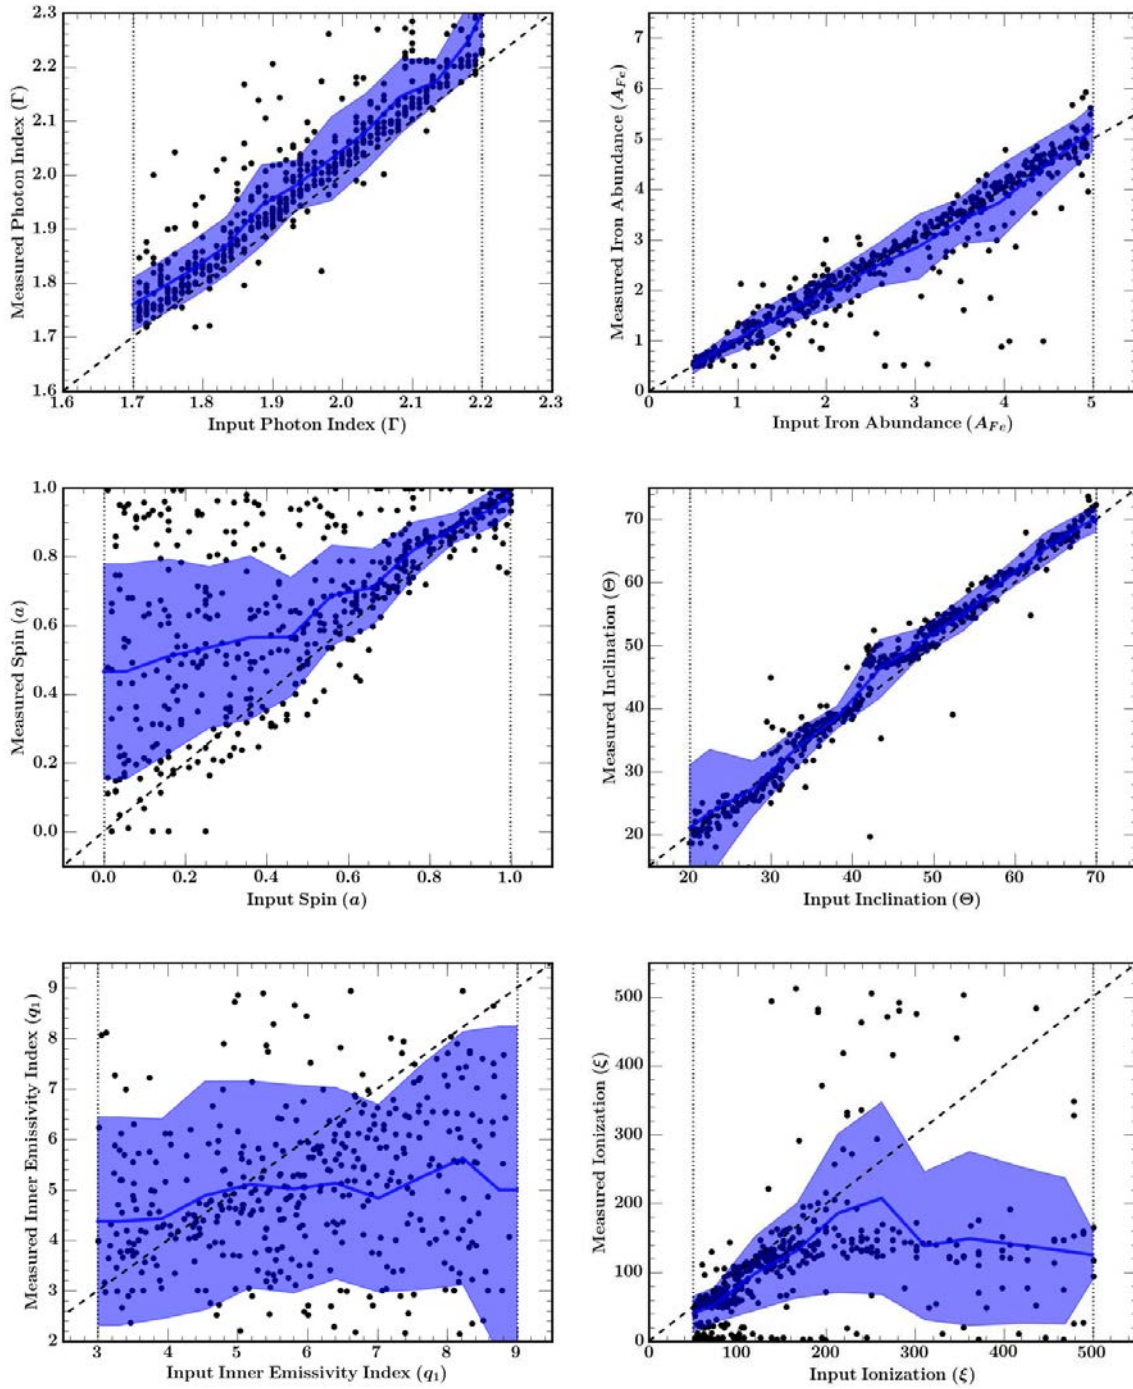 2.3
2.2
2.1
2.0
1.9
1.8
1.7
1.6
Measured Photon Index (Γ)
1.6 1.7 1.8 1.9 2.0 2.1 2.2 2.3
Input Photon Index (Γ)
7
6
5
4
3
2
1
0
Measured Iron Abundance (A_{Fe})
0 1 2 3 4 5
Input Iron Abundance (A_{Fe})
1.0
0.8
0.6
0.4
0.2
0.0
Measured Spin (a)
0.0 0.2 0.4 0.6 0.8 1.0
Input Spin (a)
70
60
50
40
30
20
Measured Inclination (Θ)
20 30 40 50 60 70
Input Inclination (Θ)
9
8
7
6
5
4
3
2
Measured Inner Emissivity Index (q₁)
3 4 5 6 7 8 9
Input Inner Emissivity Index (q₁)
500
400
300
200
100
0
Measured Ionization (ξ)
0 100 200 300 400 500
Input Ionization (ξ)